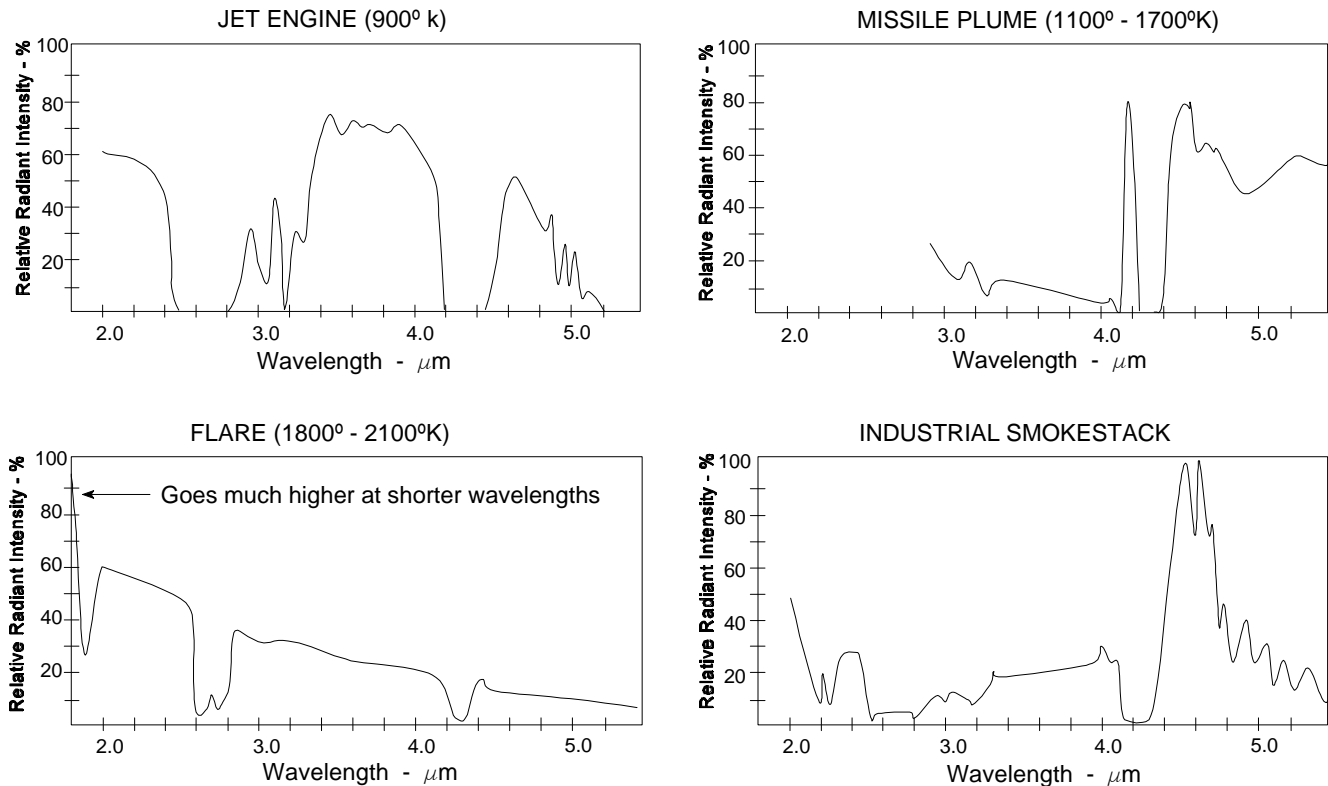 JET ENGINE (900º k)
Relative Radiant Intensity - %
100
80
60
40
20
2.0 3.0 4.0 5.0
Wavelength - μm
MISSILE PLUME (1100º - 1700ºK)
Relative Radiant Intensity - %
100
80
60
40
20
2.0 3.0 4.0 5.0
Wavelength - μm
FLARE (1800º - 2100ºK)
Relative Radiant Intensity - %
100
Goes much higher at shorter wavelengths
80
60
40
20
2.0 3.0 4.0 5.0
Wavelength - μm
INDUSTRIAL SMOKESTACK
Relative Radiant Intensity - %
100
80
60
40
20
2.0 3.0 4.0 5.0
Wavelength - μm